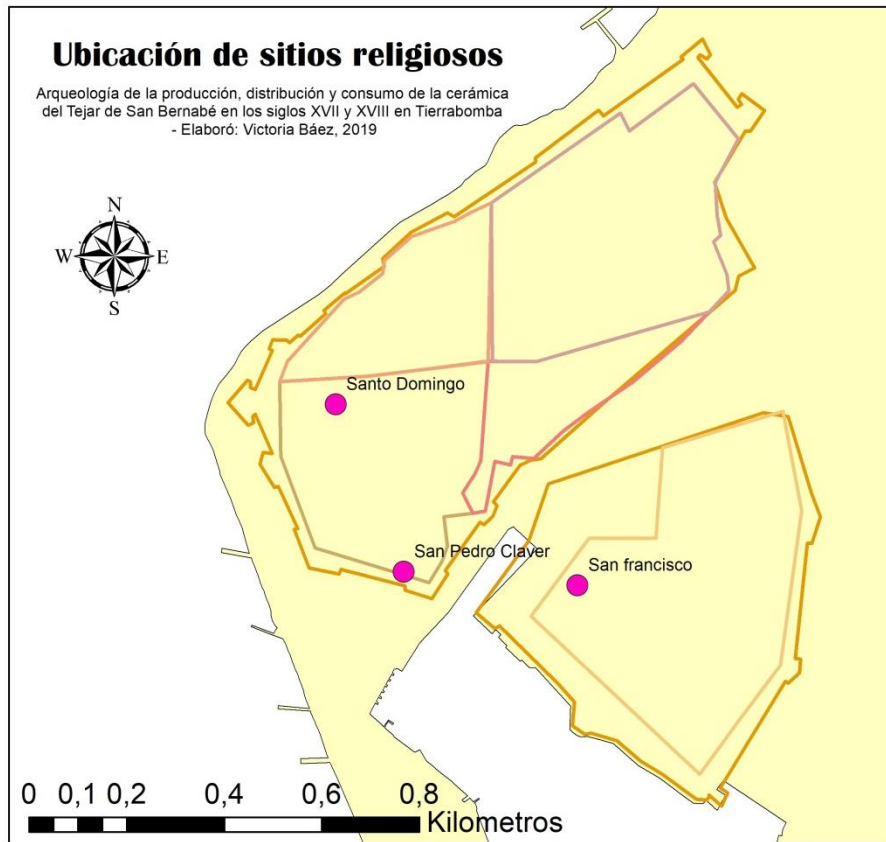 Ubicación de sitios religiosos
Arqueología de la producción, distribución y consumo de la cerámica
del Tejar de San Bernabé en los siglos XVII y XVIII en Tierrabomba
- Elaboró: Victoria Báez, 2019
N
W E
S
Santo Domingo
San Pedro Claver
San francisco
0 0,1 0,2 0,4 0,6 0,8
Kilometros